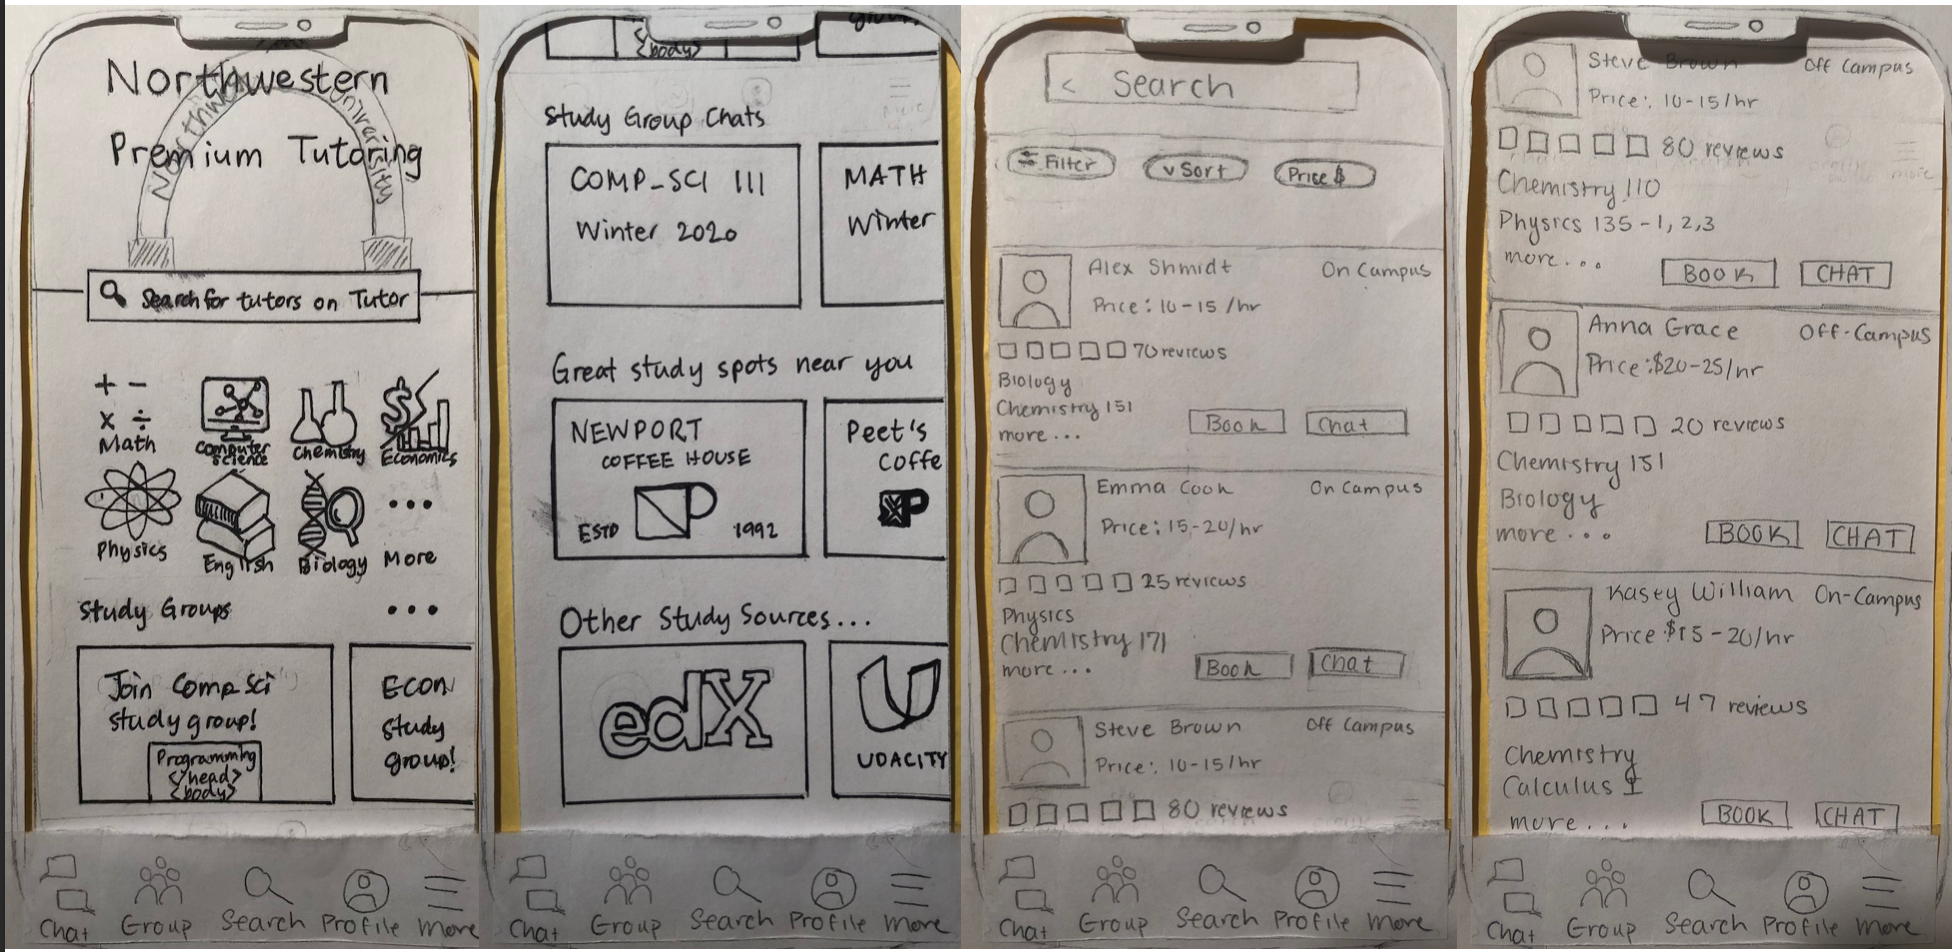 Northwestern
Northwe
University
Premium Tutoring
Search for tutors on Tutor
+ -
x ÷
Math
Computer Science
Chemistry
$
Economics
Physics
English
Biology
...
More
Study Groups
...
Join Comp Sci
study group!
Programming
</head>
<body>
ECON
study
group!
Chat
Group
Search
Profile
More
<body>
Study Group Chats
COMP_SCI 111
Winter 2020
MATH
Winter
Great study spots near you
NEWPORT
COFFEE HOUSE
ESTD
1992
Peet's
Coffe
P
Other Study Sources...
edX
U
UDACITY
Chat
Group
Search
Profile
More
< Search
Filter
v Sort
Price $
Alex Shmidt
On Campus
Price: 10-15 /hr
70 reviews
Biology
Chemistry 151
more...
Book
Chat
Emma Cook
On Campus
Price: 15-20/hr
25 reviews
Physics
Chemistry 171
more...
Book
Chat
Steve Brown
Off Campus
Price: 10-15/hr
80 reviews
Chat
Group
Search
Profile
More
Steve Brown
Off Campus
Price: 10-15/hr
80 reviews
Chemistry 110
Physics 135-1, 2,3
more...
BOOK
CHAT
Anna Grace
Off-Campus
Price:$20-25/hr
20 reviews
Chemistry 151
Biology
more...
BOOK
CHAT
Kasey William
On-Campus
Price $15-20/hr
47 reviews
Chemistry
Calculus I
more...
BOOK
CHAT
Chat
Group
Search
Profile
More